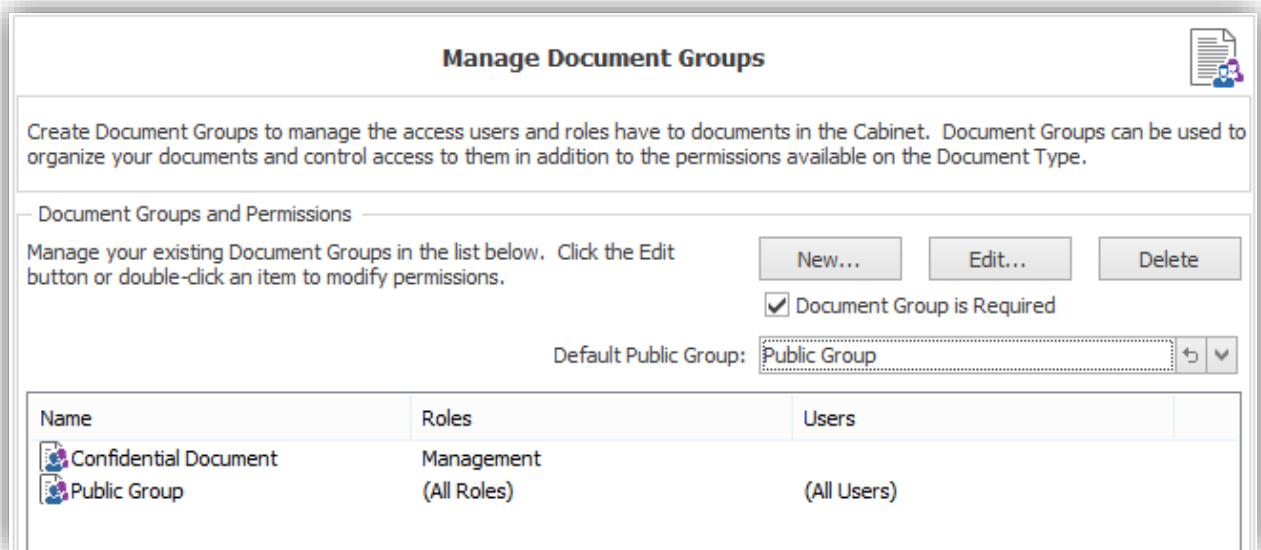 Manage Document Groups
Create Document Groups to manage the access users and roles have to documents in the Cabinet.  Document Groups can be used to
organize your documents and control access to them in addition to the permissions available on the Document Type.
Document Groups and Permissions
Manage your existing Document Groups in the list below.  Click the Edit
button or double-click an item to modify permissions.
New... Edit... Delete
Document Group is Required
Default Public Group: Public Group
Name Roles Users
Confidential Document Management
Public Group (All Roles) (All Users)